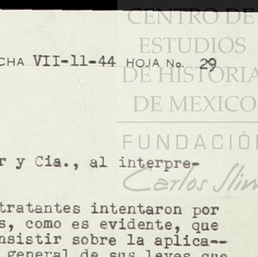 CENTRO DE
ESTUDIOS
DE HISTORIA
DE MEXICO
CHA VII-11-44 HOJA No. 29
FUNDACIÓN
Carlos Slim
r y Cia., al interpre-
tratantes intentaron por
s, como es evidente, que
nsistir sobre la aplica--
general de sus leyes que